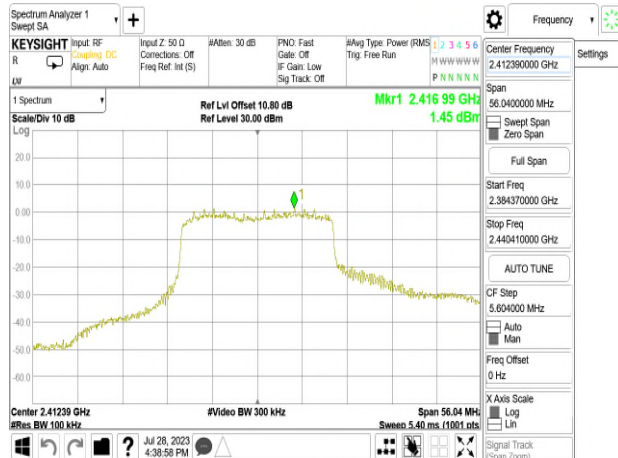 Spectrum Analyzer 1
Swept SA
+
Frequency
Settings
KEYSIGHT
R
Input: RF
Coupling: DC
Align: Auto
Input Z: 50 Ω
Corrections: Off
Freq Ref: Int (S)
#Atten: 30 dB
PNO: Fast
Gate: Off
IF Gain: Low
Sig Track: Off
#Avg Type: Power (RMS
Trig: Free Run
1 2 3 4 5 6
M W W W W W
P N N N N N
1 Spectrum
Scale/Div 10 dB
Log
Ref Lvl Offset 10.80 dB
Ref Level 30.00 dBm
Mkr1 2.416 99 GHz
1.45 dBm
20.0
10.0
0.00
-10.0
-20.0
-30.0
-40.0
-50.0
-60.0
1
Center 2.41239 GHz
#Res BW 100 kHz
#Video BW 300 kHz
Span 56.04 MHz
Sweep 5.40 ms (1001 pts
Jul 28, 2023
4:38:58 PM
?
Center Frequency
2.412390000 GHz
Span
56.0400000 MHz
Swept Span
Zero Span
Full Span
Start Freq
2.384370000 GHz
Stop Freq
2.440410000 GHz
AUTO TUNE
CF Step
5.604000 MHz
Auto
Man
Freq Offset
0 Hz
X Axis Scale
Log
Lin
Signal Track
(Span Zoom)